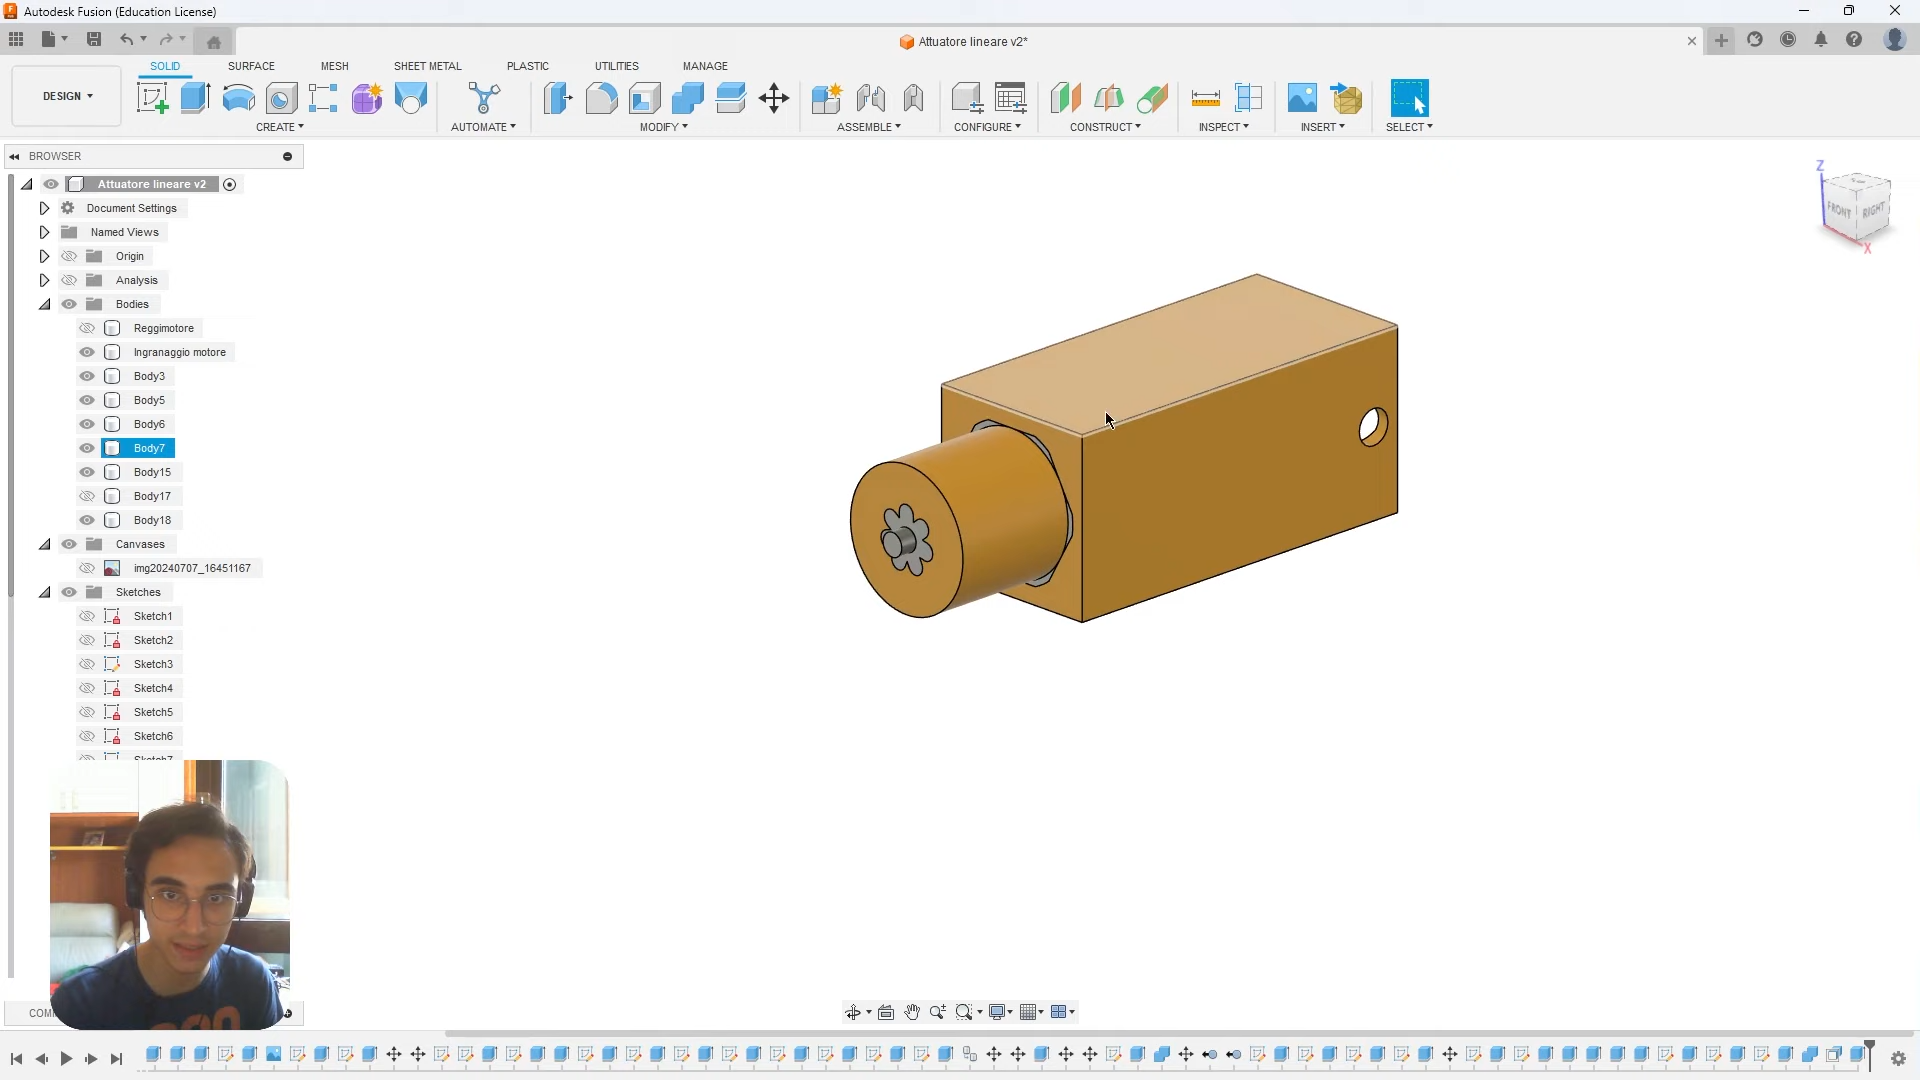 Autodesk Fusion (Education License)
Attuatore lineare v2*
SOLID SURFACE MESH SHEET METAL PLASTIC UTILITIES MANAGE
DESIGN
CREATE AUTOMATE MODIFY ASSEMBLE CONFIGURE CONSTRUCT INSPECT INSERT SELECT
BROWSER
Attuatore lineare v2
Document Settings
Named Views
Origin
Analysis
Bodies
Reggimotore
Ingranaggio motore
Body3
Body5
Body6
Body7
Body15
Body17
Body18
Canvases
img20240707_16451167
Sketches
Sketch1
Sketch2
Sketch3
Sketch4
Sketch5
Sketch6
Sketch7
Z
FRONT RIGHT
X